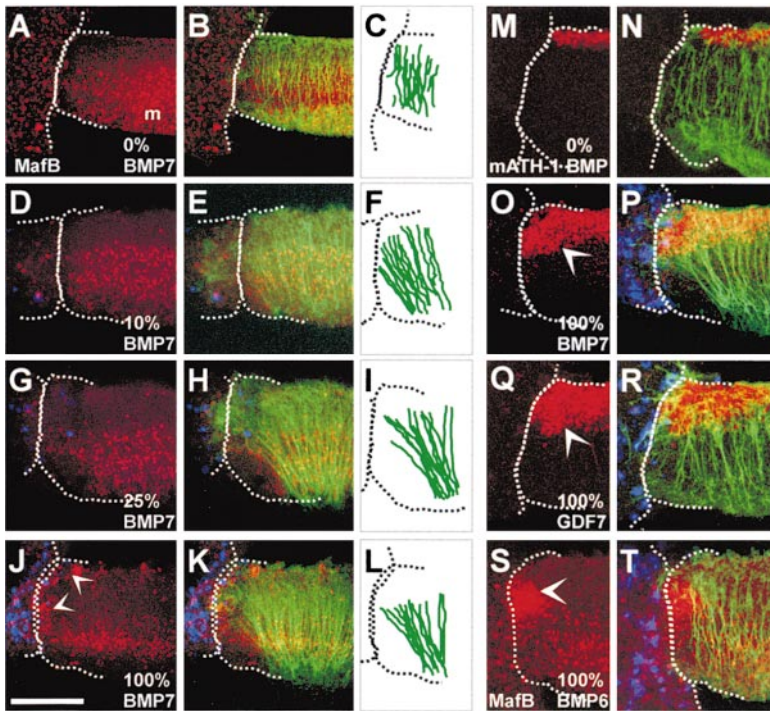 A
B
C
M
N
m
MafB
0%
BMP7
0%
mATH-1 BMP
D
E
F
O
P
10%
BMP7
100%
BMP7
G
H
I
Q
R
25%
BMP7
100%
GDF7
J
K
L
S
T
100%
BMP7
100%
MafB BMP6